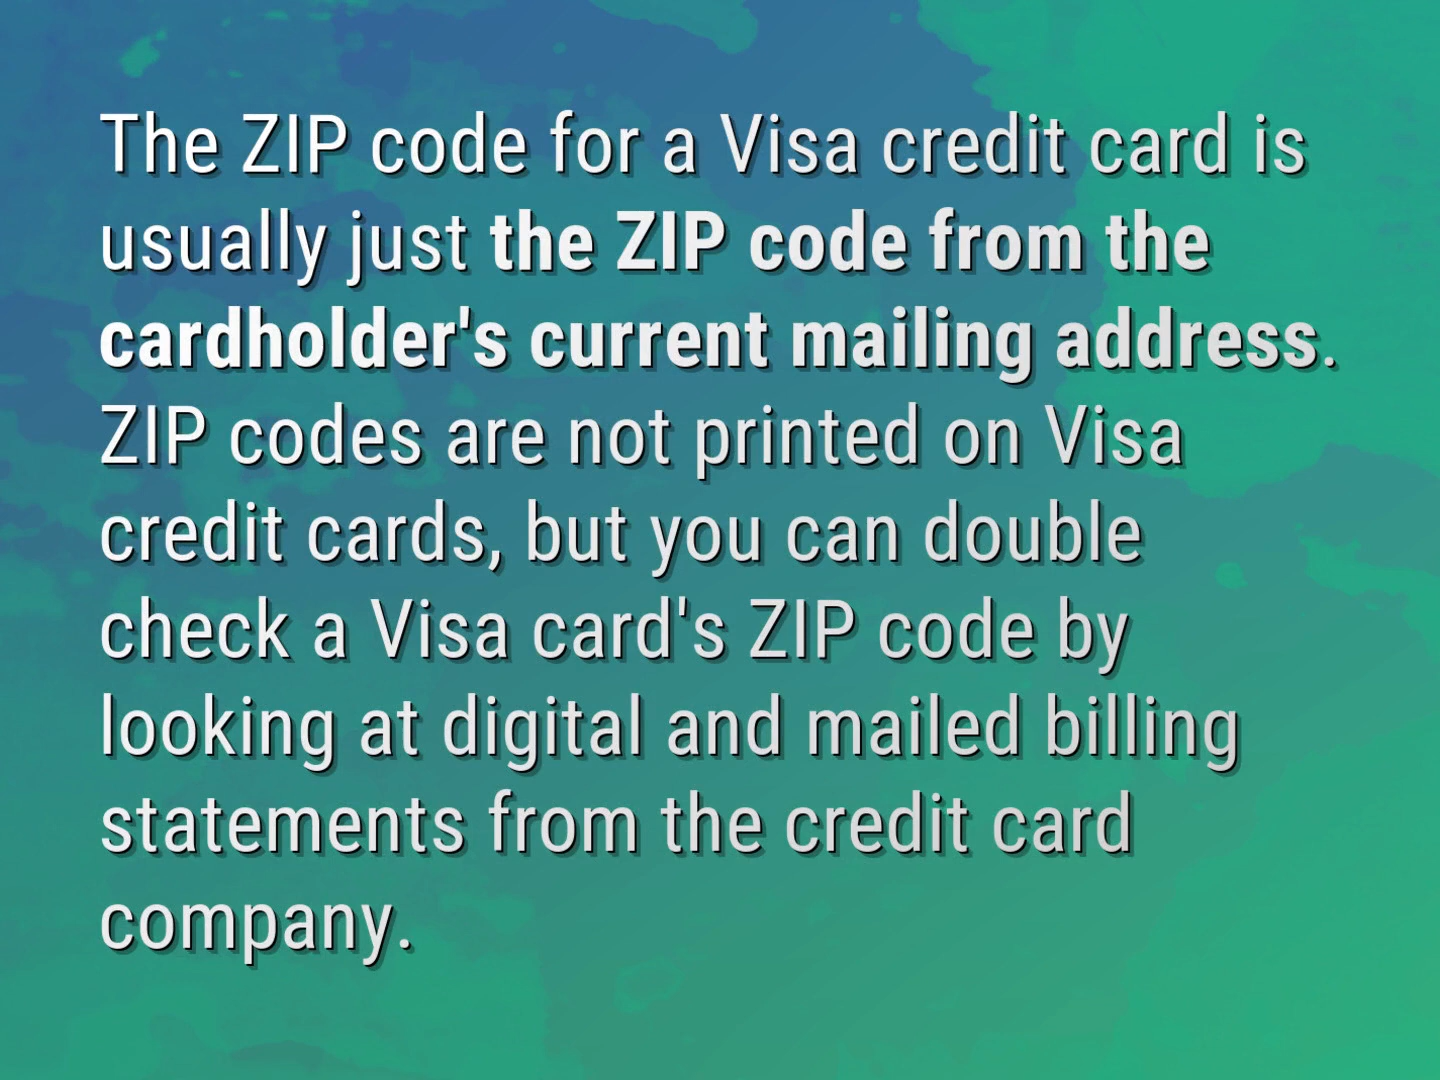 The ZIP code for a Visa credit card is
usually just the ZIP code from the
cardholder's current mailing address.
ZIP codes are not printed on Visa
credit cards, but you can double
check a Visa card's ZIP code by
looking at digital and mailed billing
statements from the credit card
company.